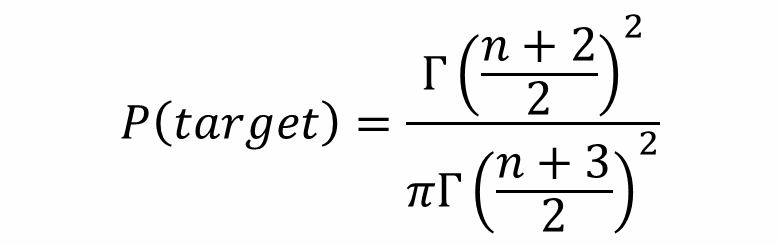 P(target) = Γ((n + 2)/2)² / πΓ((n + 3)/2)²